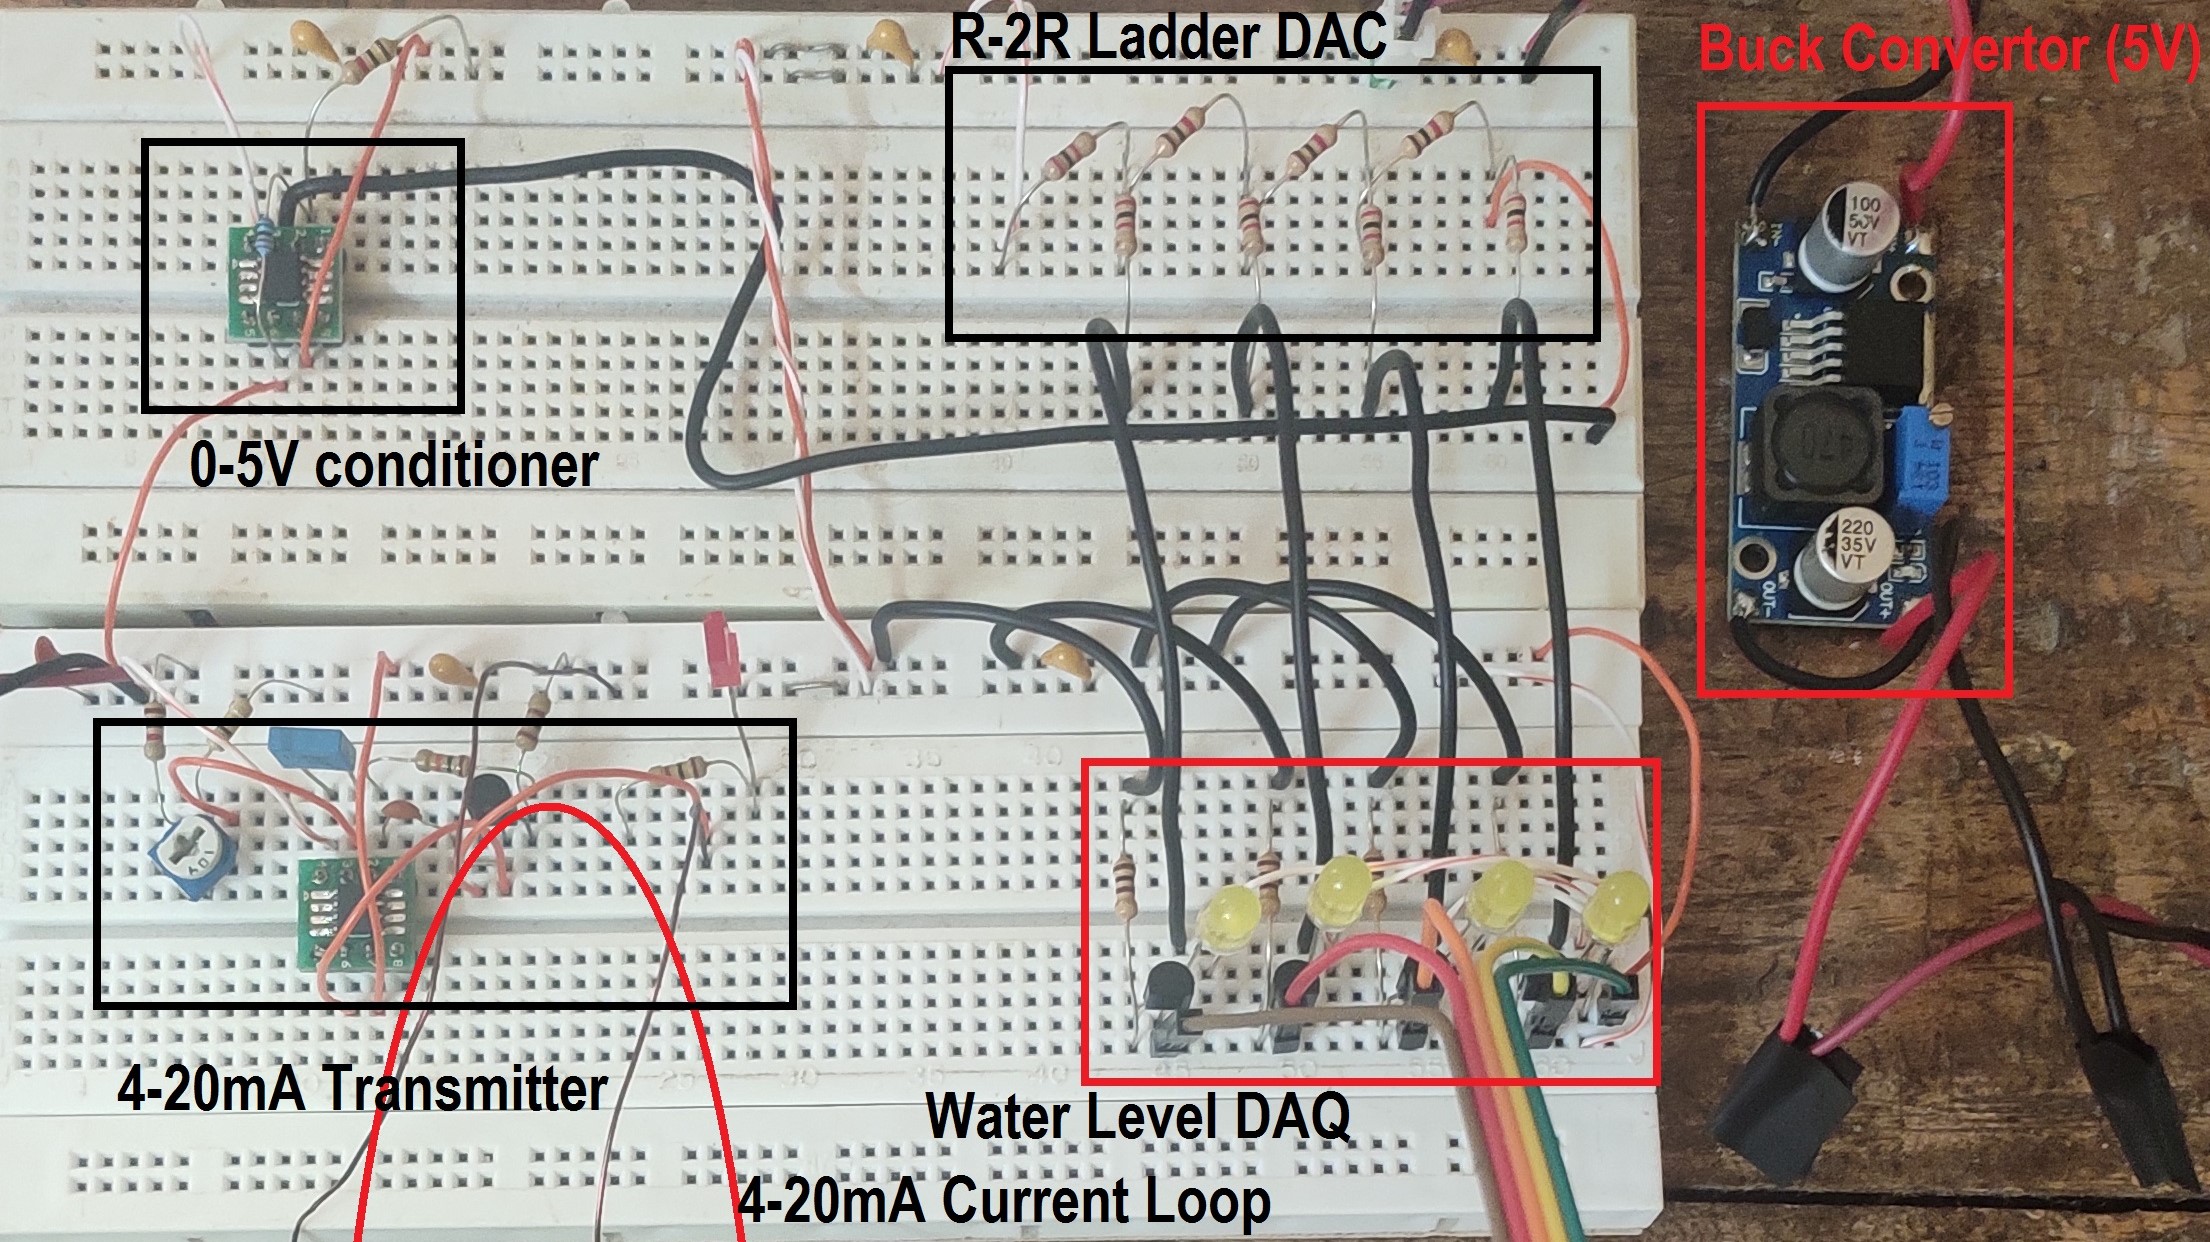 R-2R Ladder DAC
Buck Convertor (5V)
100
50V
VT
0-5V conditioner
470
220
35V
VT
OUT-
OUT+
4-20mA Transmitter
Water Level DAQ
4-20mA Current Loop